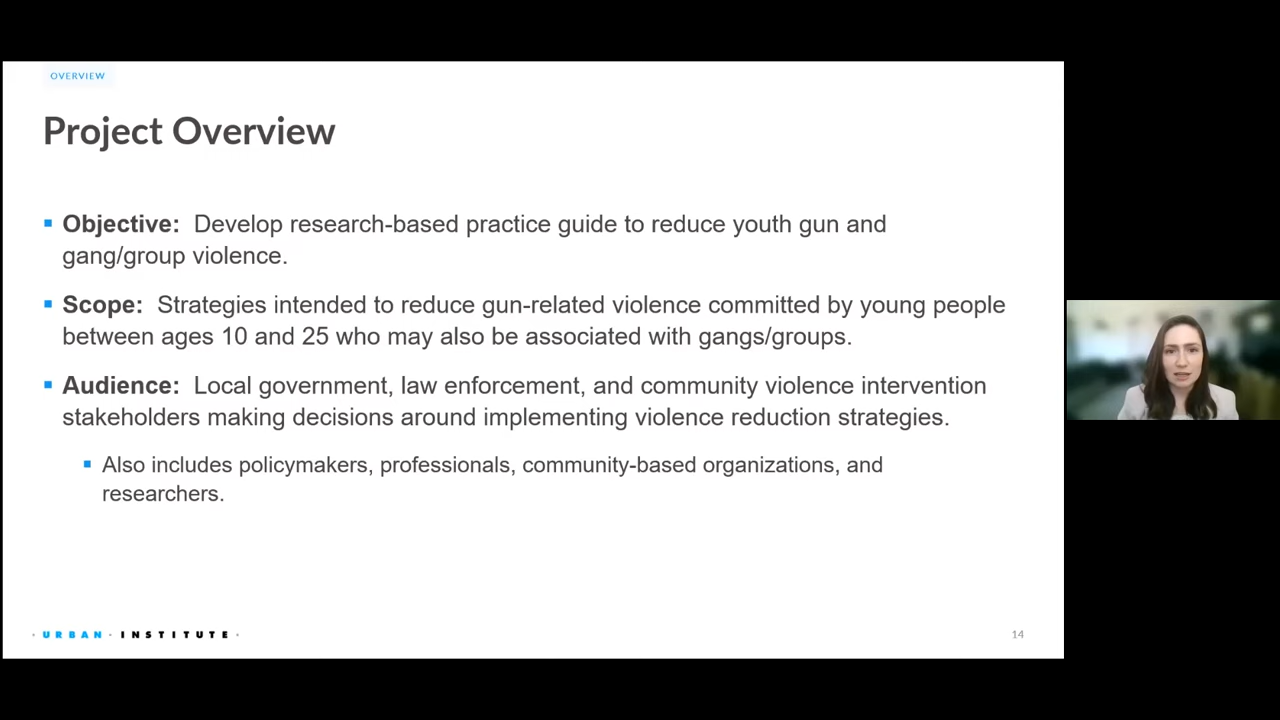 OVERVIEW
Project Overview
Objective: Develop research-based practice guide to reduce youth gun and
gang/group violence.
Scope: Strategies intended to reduce gun-related violence committed by young people
between ages 10 and 25 who may also be associated with gangs/groups.
Audience: Local government, law enforcement, and community violence intervention
stakeholders making decisions around implementing violence reduction strategies.
Also includes policymakers, professionals, community-based organizations, and
researchers.
· URBAN · INSTITUTE ·
14